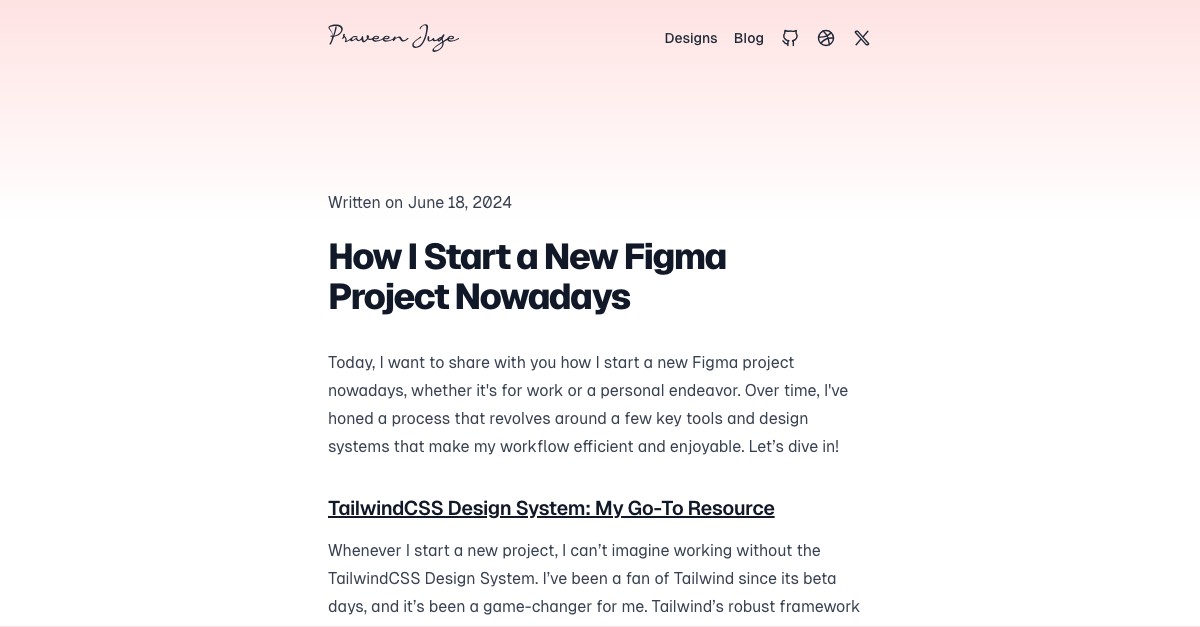 Praveen Juge
Designs Blog
Written on June 18, 2024
How I Start a New Figma
Project Nowadays
Today, I want to share with you how I start a new Figma project
nowadays, whether it's for work or a personal endeavor. Over time, I've
honed a process that revolves around a few key tools and design
systems that make my workflow efficient and enjoyable. Let’s dive in!
TailwindCSS Design System: My Go-To Resource
Whenever I start a new project, I can’t imagine working without the
TailwindCSS Design System. I’ve been a fan of Tailwind since its beta
days, and it’s been a game-changer for me. Tailwind’s robust framework